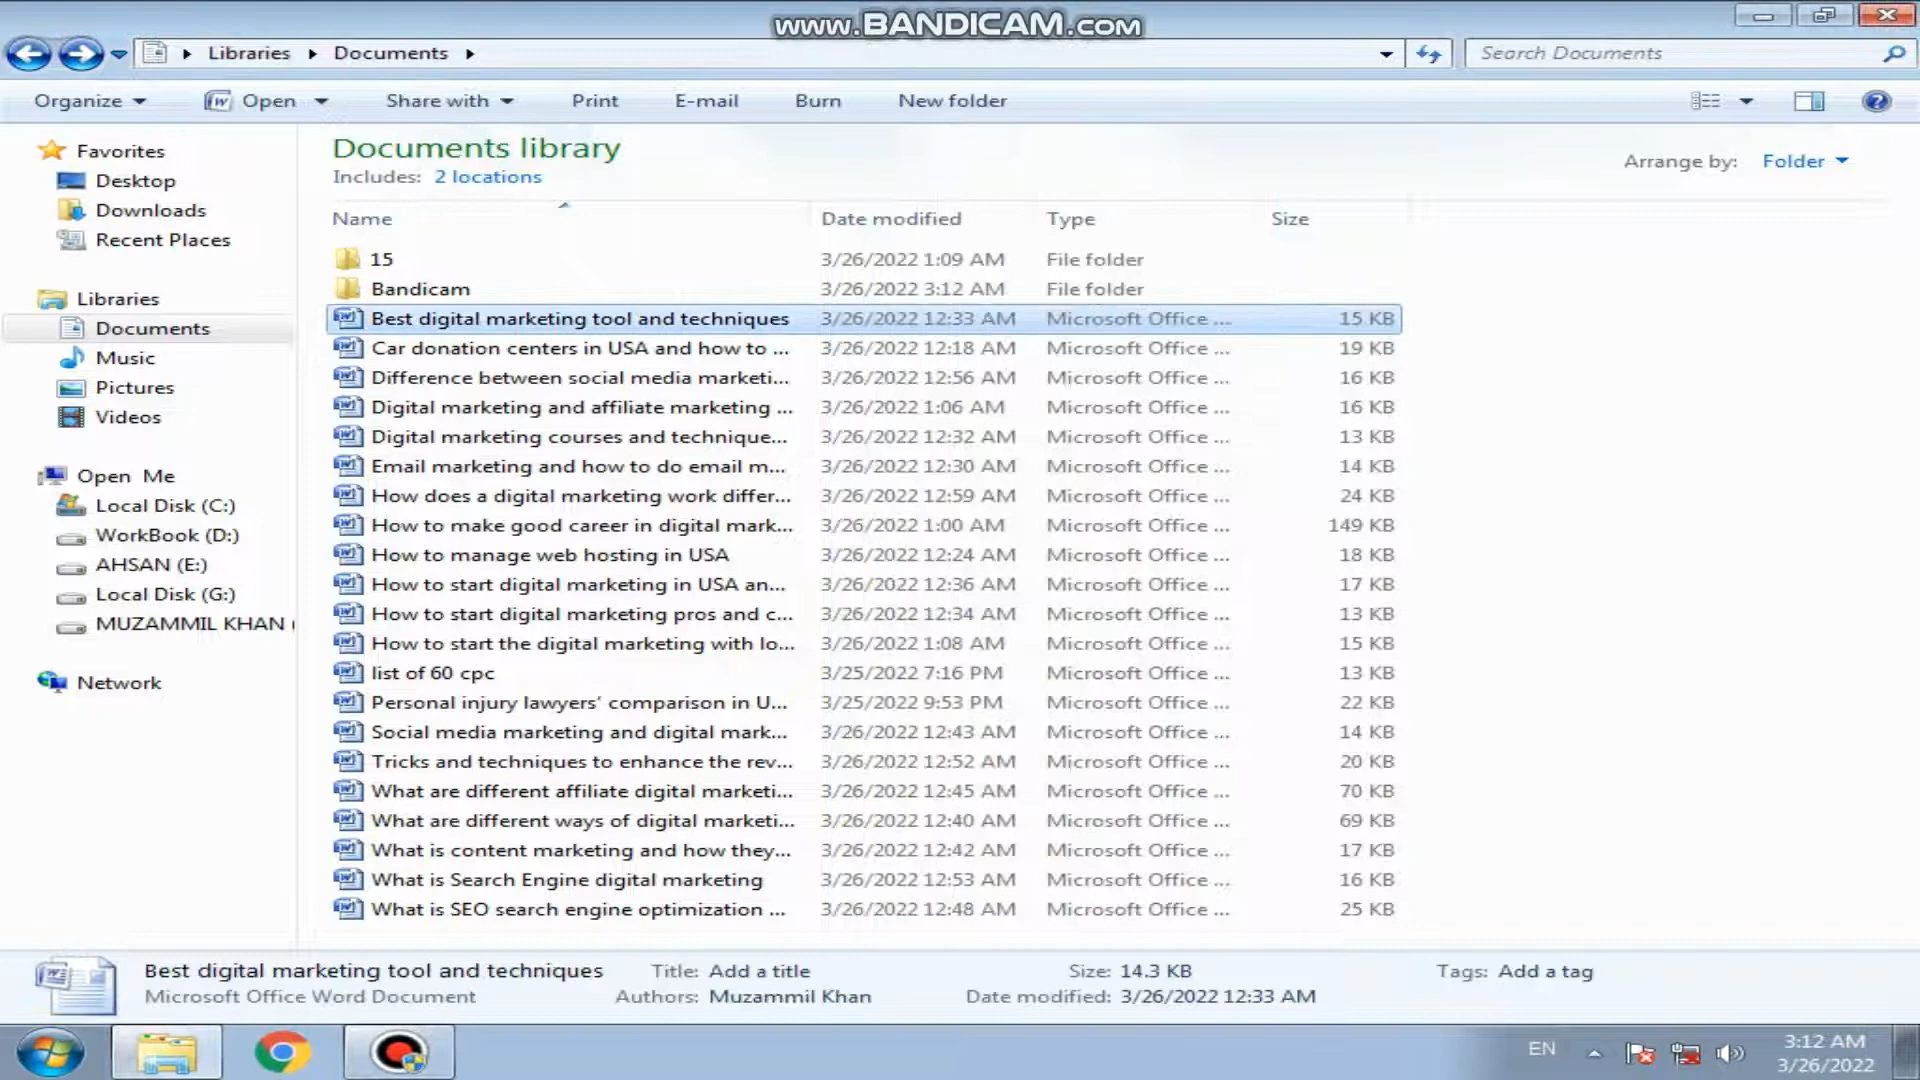 www.BANDICAM.com
Libraries Documents
Search Documents
Organize Open Share with Print E-mail Burn New folder
Documents library
Includes: 2 locations
Arrange by: Folder
Name Date modified Type Size
Favorites
Desktop
Downloads
Recent Places
Libraries
Documents
Music
Pictures
Videos
Open Me
Local Disk (C:)
WorkBook (D:)
AHSAN (E:)
Local Disk (G:)
MUZAMMIL KHAN (
Network
15 3/26/2022 1:09 AM File folder
Bandicam 3/26/2022 3:12 AM File folder
Best digital marketing tool and techniques 3/26/2022 12:33 AM Microsoft Office ... 15 KB
Car donation centers in USA and how to ... 3/26/2022 12:18 AM Microsoft Office ... 19 KB
Difference between social media marketi... 3/26/2022 12:56 AM Microsoft Office ... 16 KB
Digital marketing and affiliate marketing ... 3/26/2022 1:06 AM Microsoft Office ... 16 KB
Digital marketing courses and technique... 3/26/2022 12:32 AM Microsoft Office ... 13 KB
Email marketing and how to do email m... 3/26/2022 12:30 AM Microsoft Office ... 14 KB
How does a digital marketing work differ... 3/26/2022 12:59 AM Microsoft Office ... 24 KB
How to make good career in digital mark... 3/26/2022 1:00 AM Microsoft Office ... 149 KB
How to manage web hosting in USA 3/26/2022 12:24 AM Microsoft Office ... 18 KB
How to start digital marketing in USA an... 3/26/2022 12:36 AM Microsoft Office ... 17 KB
How to start digital marketing pros and c... 3/26/2022 12:34 AM Microsoft Office ... 13 KB
How to start the digital marketing with lo... 3/26/2022 1:08 AM Microsoft Office ... 15 KB
list of 60 cpc 3/25/2022 7:16 PM Microsoft Office ... 13 KB
Personal injury lawyers' comparison in U... 3/25/2022 9:53 PM Microsoft Office ... 22 KB
Social media marketing and digital mark... 3/26/2022 12:43 AM Microsoft Office ... 14 KB
Tricks and techniques to enhance the rev... 3/26/2022 12:52 AM Microsoft Office ... 20 KB
What are different affiliate digital marketi... 3/26/2022 12:45 AM Microsoft Office ... 70 KB
What are different ways of digital marketi... 3/26/2022 12:40 AM Microsoft Office ... 69 KB
What is content marketing and how they... 3/26/2022 12:42 AM Microsoft Office ... 17 KB
What is Search Engine digital marketing 3/26/2022 12:53 AM Microsoft Office ... 16 KB
What is SEO search engine optimization ... 3/26/2022 12:48 AM Microsoft Office ... 25 KB
Best digital marketing tool and techniques Title: Add a title Size: 14.3 KB Tags: Add a tag
Microsoft Office Word Document Authors: Muzammil Khan Date modified: 3/26/2022 12:33 AM
EN 3:12 AM
3/26/2022